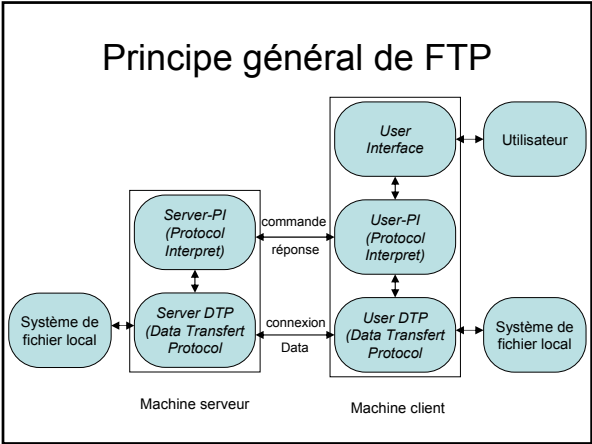 Principe général de FTP
User
Interface
Utilisateur
Server-PI
(Protocol
Interpret)
commande
réponse
User-PI
(Protocol
Interpret)
Système de
fichier local
Server DTP
(Data Transfert
Protocol
connexion
Data
User DTP
(Data Transfert
Protocol
Système de
fichier local
Machine serveur
Machine client